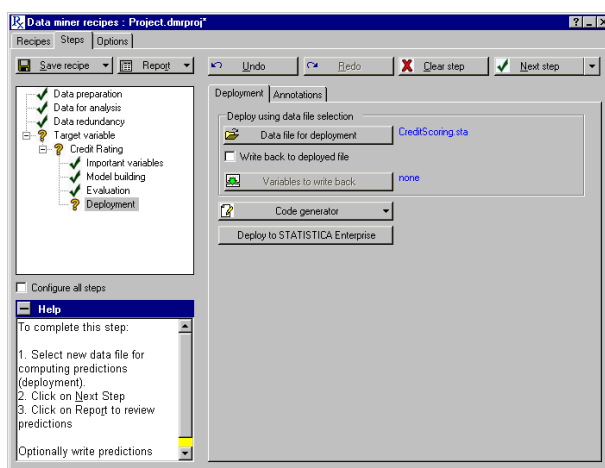 Data miner recipes : Project.dmrproj*
Recipes Steps Options
Save recipe Report Undo Redo Clear step Next step
Data preparation
Data for analysis
Data redundancy
Target variable
Credit Rating
Important variables
Model building
Evaluation
Deployment
Configure all steps
Help
To complete this step:
1. Select new data file for
computing predictions
(deployment).
2. Click on Next Step
3. Click on Report to review
predictions
Optionally write predictions
Deployment Annotations
Deploy using data file selection
Data file for deployment CreditScoring.sta
Write back to deployed file
Variables to write back none
Code generator
Deploy to STATISTICA Enterprise